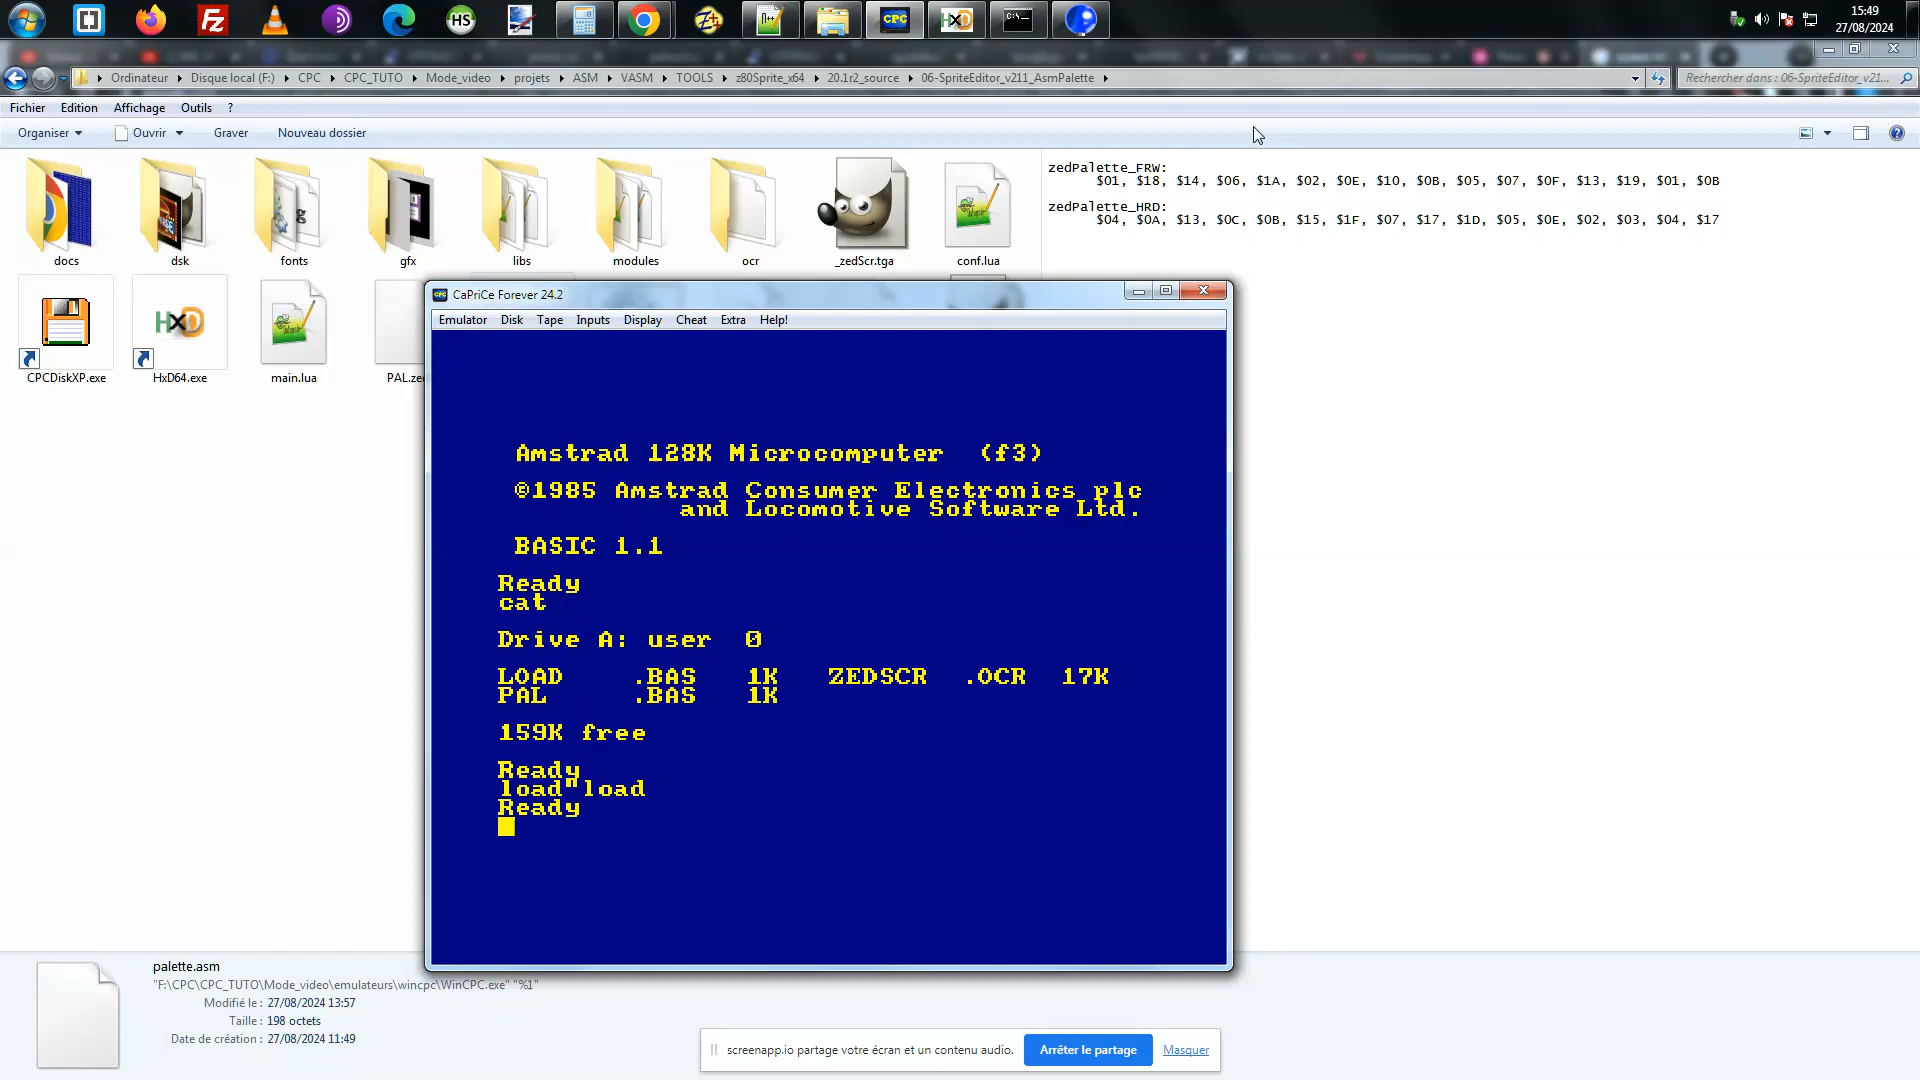 15:49
27/08/2024
Ordinateur Disque local (F:) CPC CPC_TUTO Mode_video projets ASM VASM TOOLS z80Sprite_x64 20.1r2_source 06-SpriteEditor_v211_AsmPalette
Rechercher dans : 06-SpriteEditor_v21...
Fichier Edition Affichage Outils ?
Organiser Ouvrir Graver Nouveau dossier
docs dsk fonts gfx libs modules ocr _zedScr.tga conf.lua
zedPalette_FRW:
$01, $18, $14, $06, $1A, $02, $0E, $10, $0B, $05, $07, $0F, $13, $19, $01, $0B
zedPalette_HRD:
$04, $0A, $13, $0C, $0B, $15, $1F, $07, $17, $1D, $05, $0E, $02, $03, $04, $17
CPCDiskXP.exe HxD64.exe main.lua PAL.ze
HxD
CPC CaPriCe Forever 24.2
Emulator Disk Tape Inputs Display Cheat Extra Help!
Amstrad 128K Microcomputer (f3)
©1985 Amstrad Consumer Electronics plc
and Locomotive Software Ltd.
BASIC 1.1
Ready
cat
Drive A: user 0
LOAD .BAS 1K ZEDSCR .OCR 17K
PAL .BAS 1K
159K free
Ready
load"load
Ready
palette.asm
"F:\CPC\CPC_TUTO\Mode_video\emulateurs\wincpc\WinCPC.exe" "%1"
Modifié le : 27/08/2024 13:57
Taille : 198 octets
Date de création : 27/08/2024 11:49
screenapp.io partage votre écran et un contenu audio. Arrêter le partage Masquer